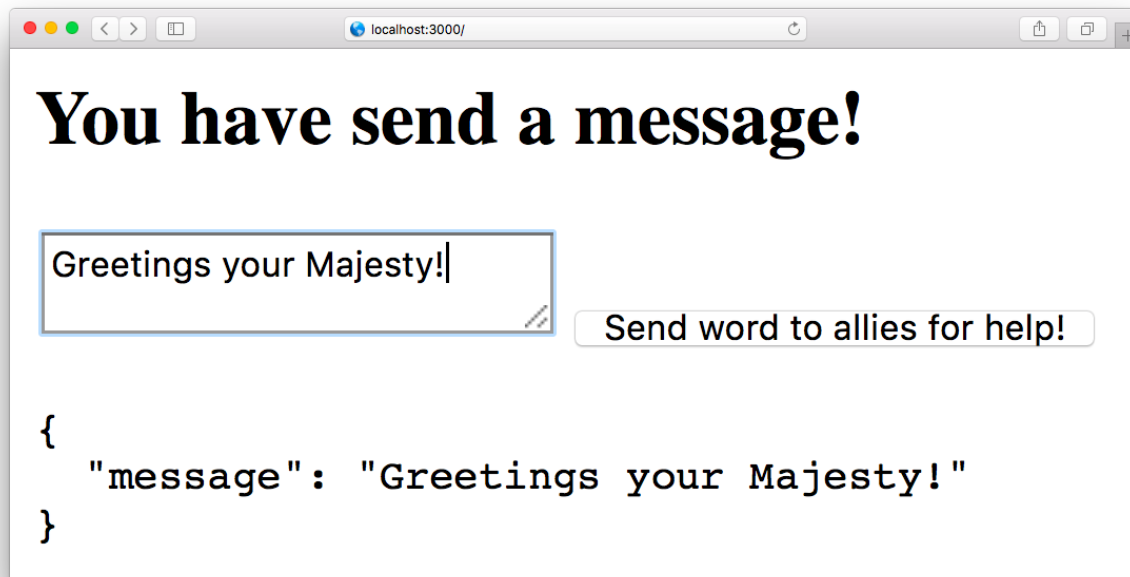 localhost:3000/
You have send a message!
Greetings your Majesty!
Send word to allies for help!
{
"message": "Greetings your Majesty!"
}